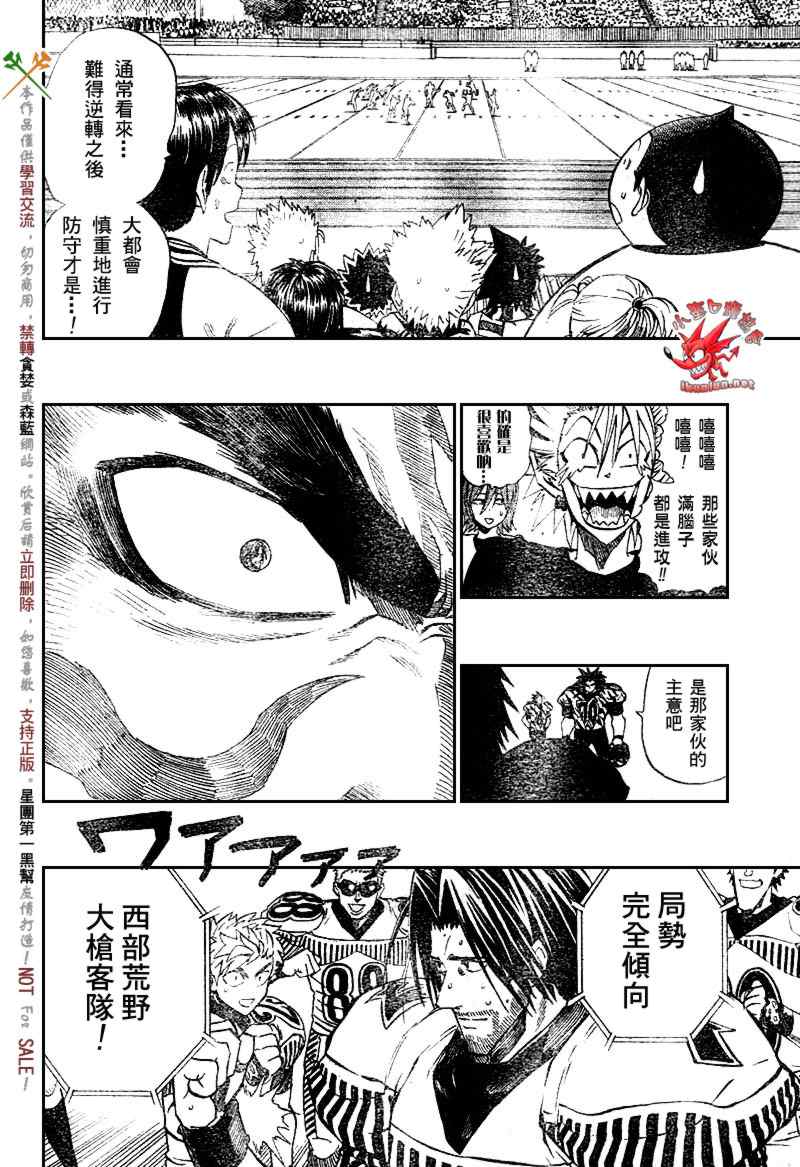 通常看來…
難得逆轉之後
大都會
慎重地進行
防守才是…！
嘻嘻嘻
嘻嘻！
那些家伙
滿腦子
都是進攻!!
的確是
很喜歡吶…
是那家伙的
主意吧
ワァァァァ
局勢
完全傾向
西部荒野
大槍客隊！
88
本作品僅供學習交流，切勿商用，禁轉貪婪或森藍網站。欣賞后請立即刪除，如您喜歡，支持正版。星團第一黑幫友情打造！NOT For SALE！